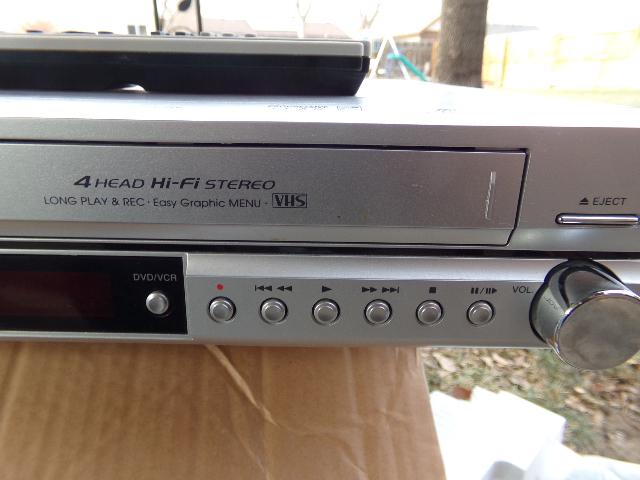 4 HEAD Hi-Fi STEREO
LONG PLAY & REC · Easy Graphic MENU · VHS
EJECT
DVD/VCR
VOL.